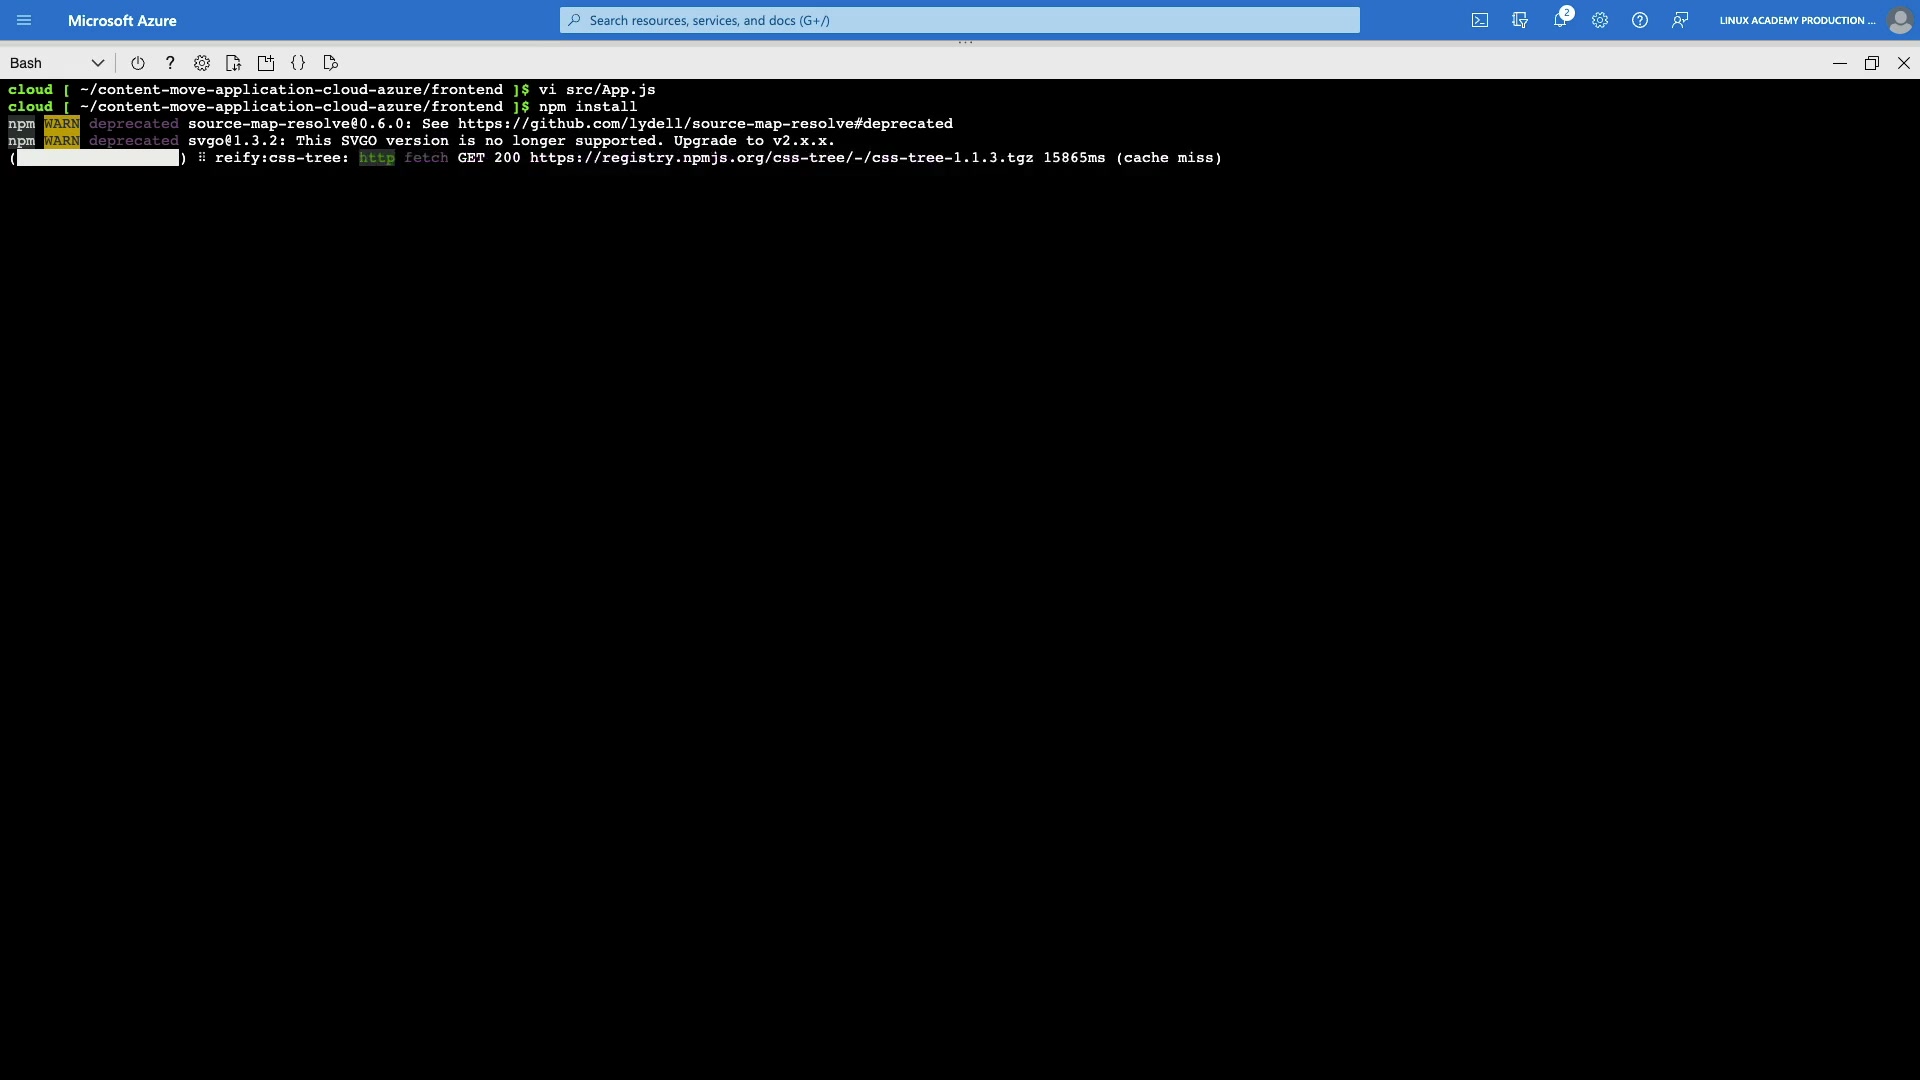 Microsoft Azure
Search resources, services, and docs (G+/)
2
LINUX ACADEMY PRODUCTION ...
Bash
cloud [ ~/content-move-application-cloud-azure/frontend ]$ vi src/App.js
cloud [ ~/content-move-application-cloud-azure/frontend ]$ npm install
npm WARN deprecated source-map-resolve@0.6.0: See https://github.com/lydell/source-map-resolve#deprecated
npm WARN deprecated svgo@1.3.2: This SVGO version is no longer supported. Upgrade to v2.x.x.
( ) ⠿ reify:css-tree: http fetch GET 200 https://registry.npmjs.org/css-tree/-/css-tree-1.1.3.tgz 15865ms (cache miss)